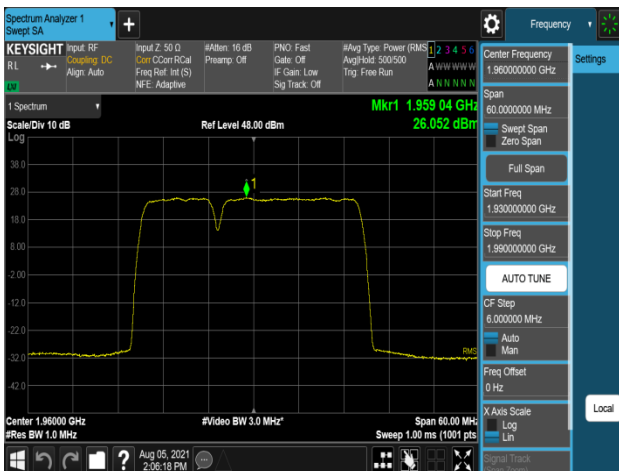 Spectrum Analyzer 1
Swept SA
Frequency
KEYSIGHT
RL
Input: RF
Coupling: DC
Align: Auto
Input Z: 50 Ω
Corr CCorr RCal
Freq Ref: Int (S)
NFE: Adaptive
#Atten: 16 dB
Preamp: Off
PNO: Fast
Gate: Off
IF Gain: Low
Sig Track: Off
#Avg Type: Power (RMS
Avg|Hold: 500/500
Trig: Free Run
1 2 3 4 5 6
A W W W W W
A N N N N N
1 Spectrum
Mkr1 1.959 04 GHz
Scale/Div 10 dB
Ref Level 48.00 dBm
26.052 dBm
Log
38.0
28.0
18.0
8.00
-2.00
-12.0
-22.0
-32.0
-42.0
1
RMS
Center 1.96000 GHz
#Video BW 3.0 MHz*
Span 60.00 MHz
#Res BW 1.0 MHz
Sweep 1.00 ms (1001 pts
Aug 05, 2021
2:06:18 PM
Center Frequency
1.960000000 GHz
Span
60.0000000 MHz
Swept Span
Zero Span
Full Span
Start Freq
1.930000000 GHz
Stop Freq
1.990000000 GHz
AUTO TUNE
CF Step
6.000000 MHz
Auto
Man
Freq Offset
0 Hz
X Axis Scale
Log
Lin
Signal Track
Settings
Local